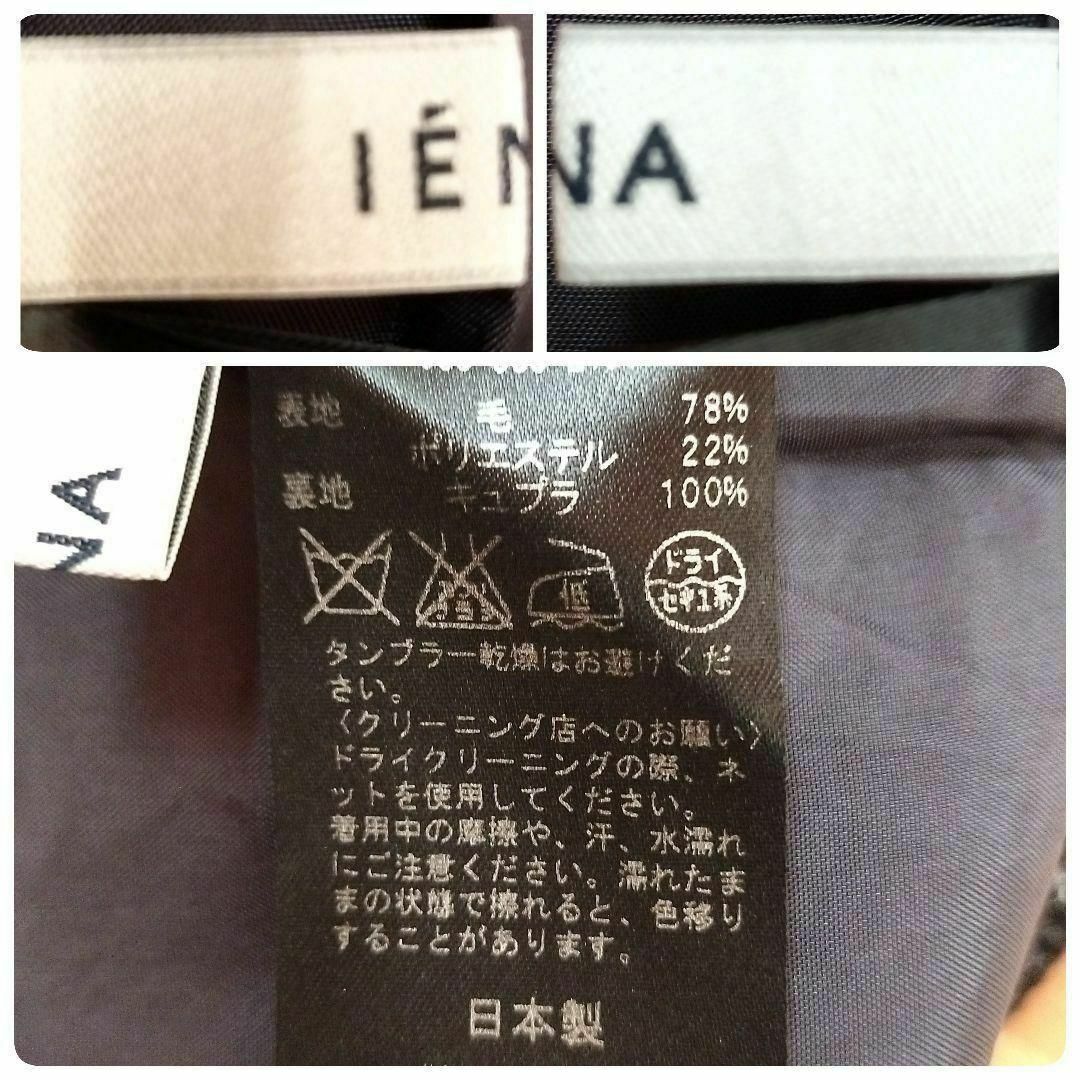 IÉN
NA
NA
表地 毛 78%
ポリエステル 22%
裏地 キュプラ 100%
低
ドライ
セキユ系
タンブラー乾燥はお避けくだ
さい。
〈クリーニング店へのお願い〉
ドライクリーニングの際、ネ
ットを使用してください。
着用中の摩擦や、汗、水濡れ
にご注意ください。濡れたま
まの状態で擦れると、色移り
することがあります。
日本製